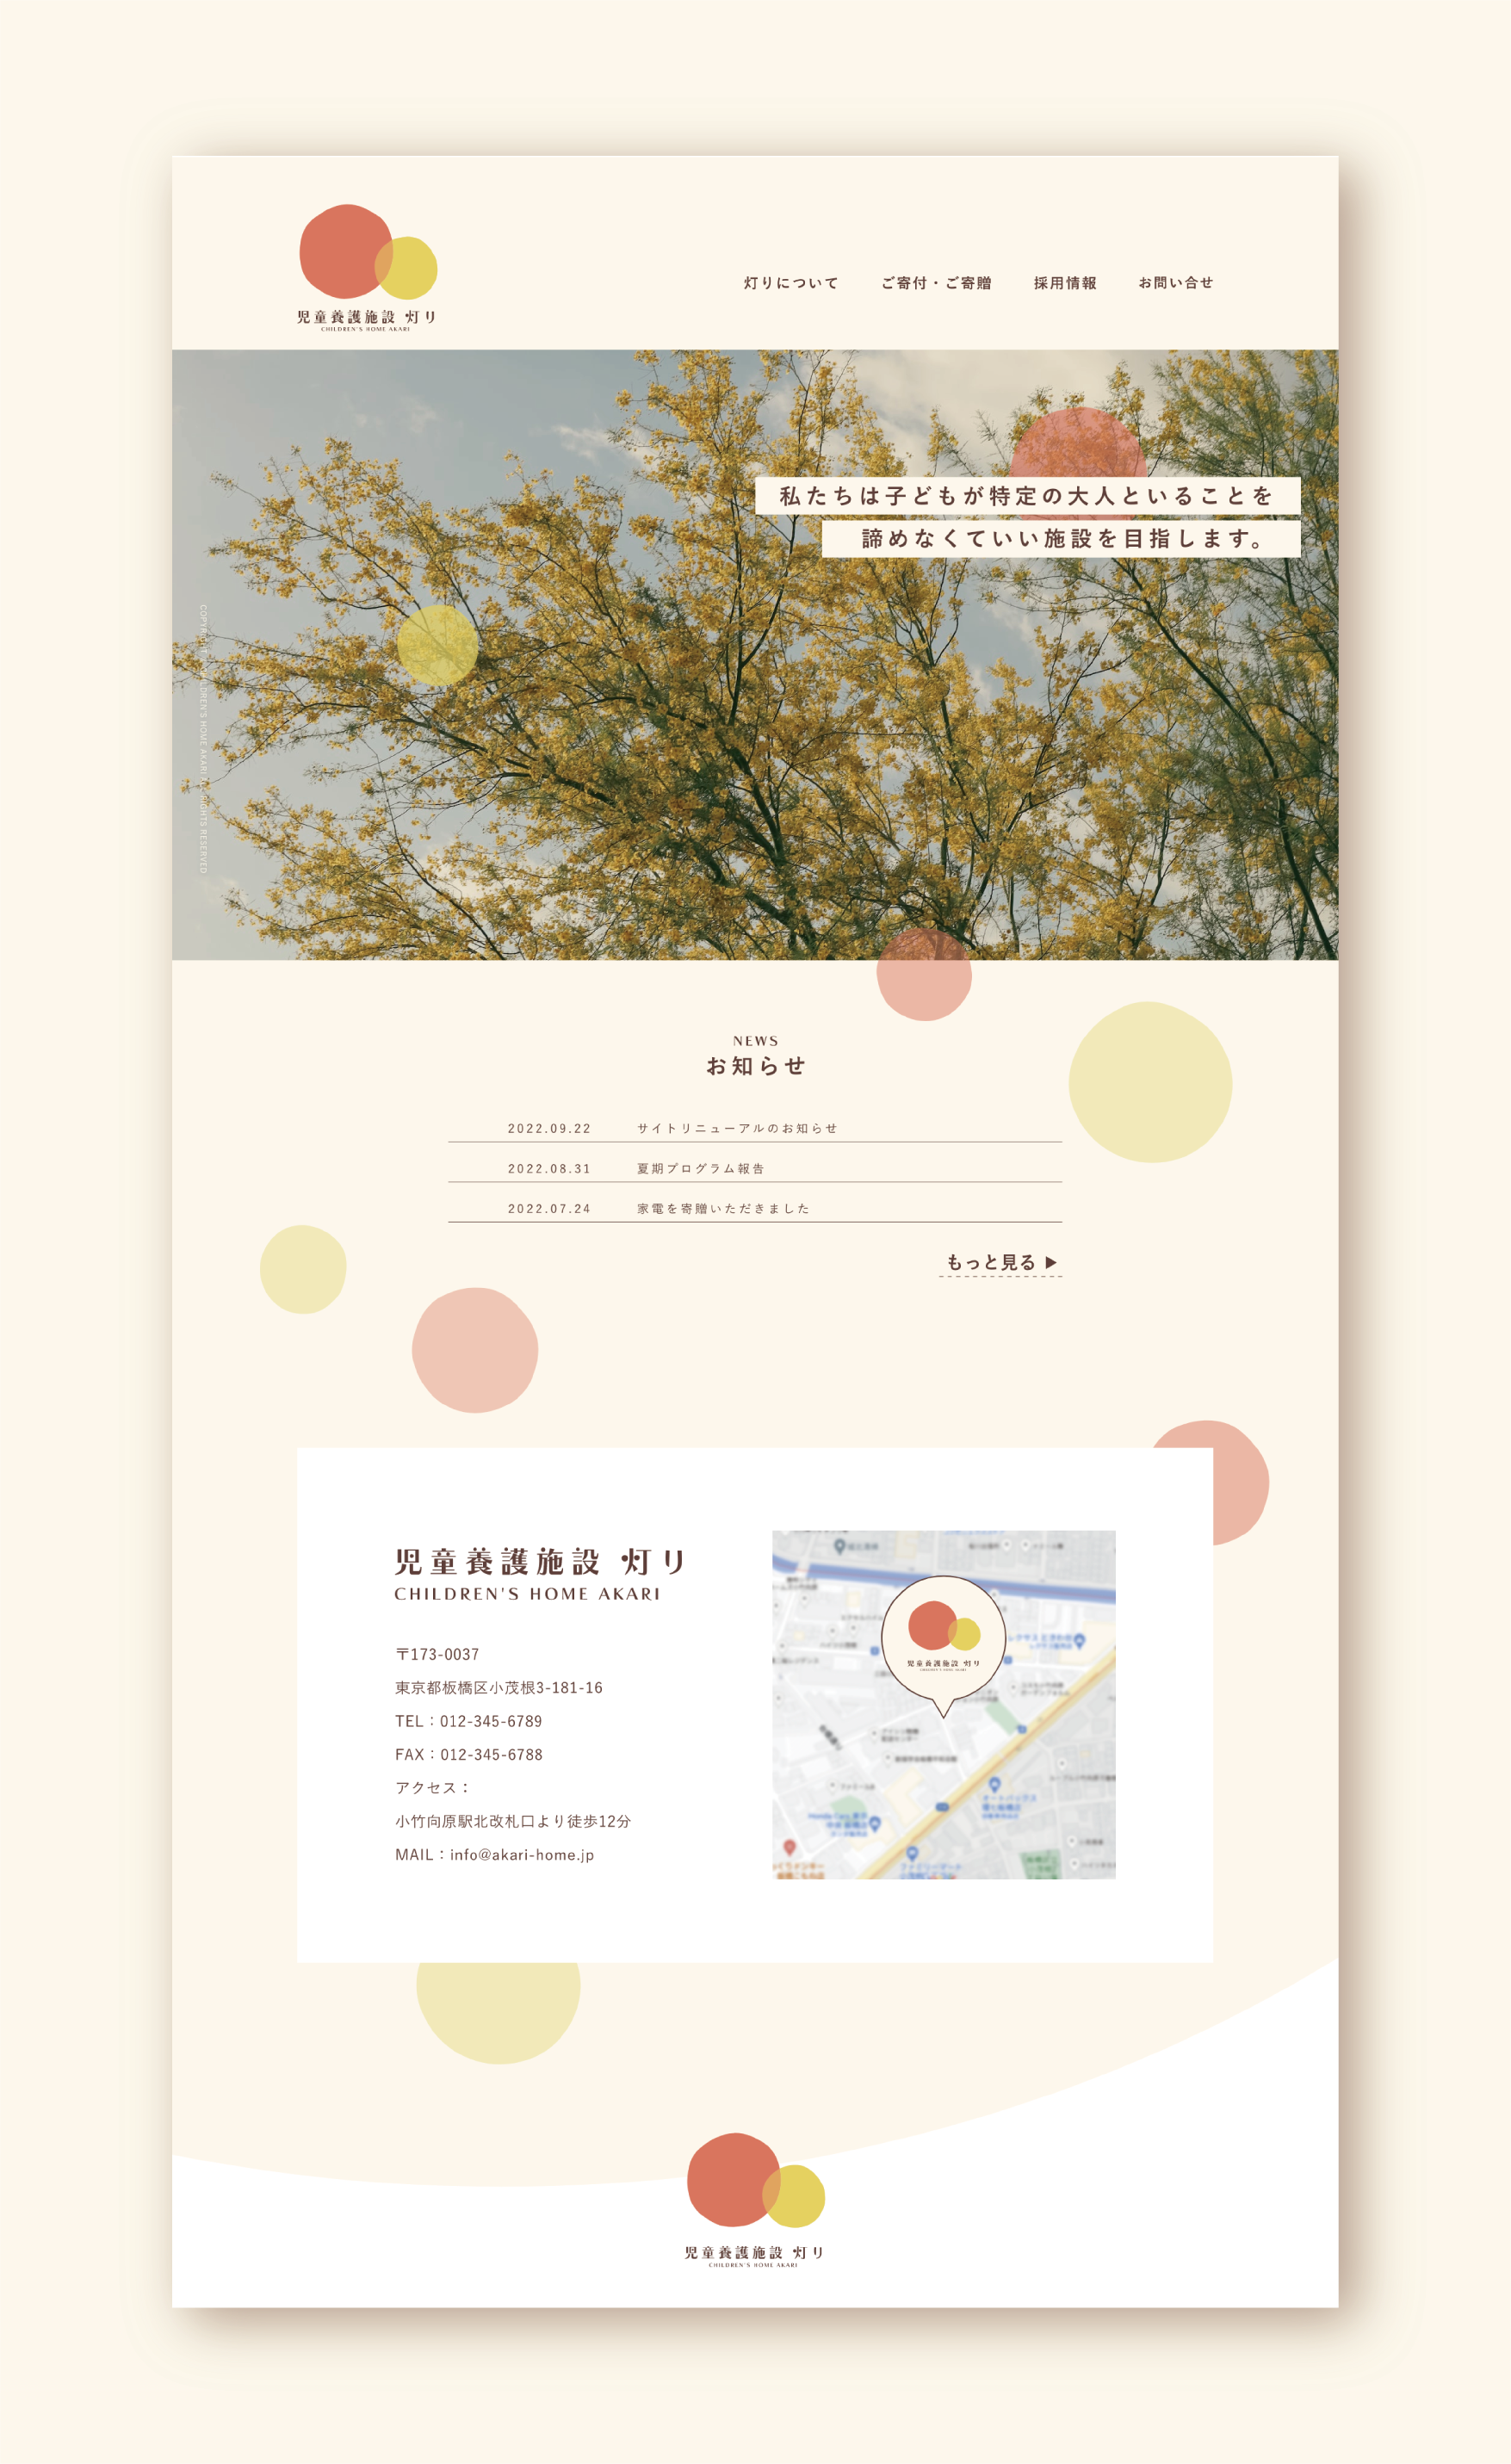 児童養護施設 灯り
CHILDREN'S HOME AKARI
灯りについて
ご寄付・ご寄贈
採用情報
お問い合せ
私たちは子どもが特定の大人といることを
諦めなくていい施設を目指します。
CHILDREN'S HOME AKARI RIGHTS RESERVED
NEWS
お知らせ
2022.09.22 サイトリニューアルのお知らせ
2022.08.31 夏期プログラム報告
2022.07.24 家電を寄贈いただきました
もっと見る ▶
児童養護施設 灯り
CHILDREN'S HOME AKARI
〒173-0037
東京都板橋区小茂根3-181-16
TEL：012-345-6789
FAX：012-345-6788
アクセス：
小竹向原駅北改札口より徒歩12分
MAIL：info@akari-home.jp
児童養護施設 灯り
CHILDREN'S HOME AKARI
児童養護施設 灯り
CHILDREN'S HOME AKARI